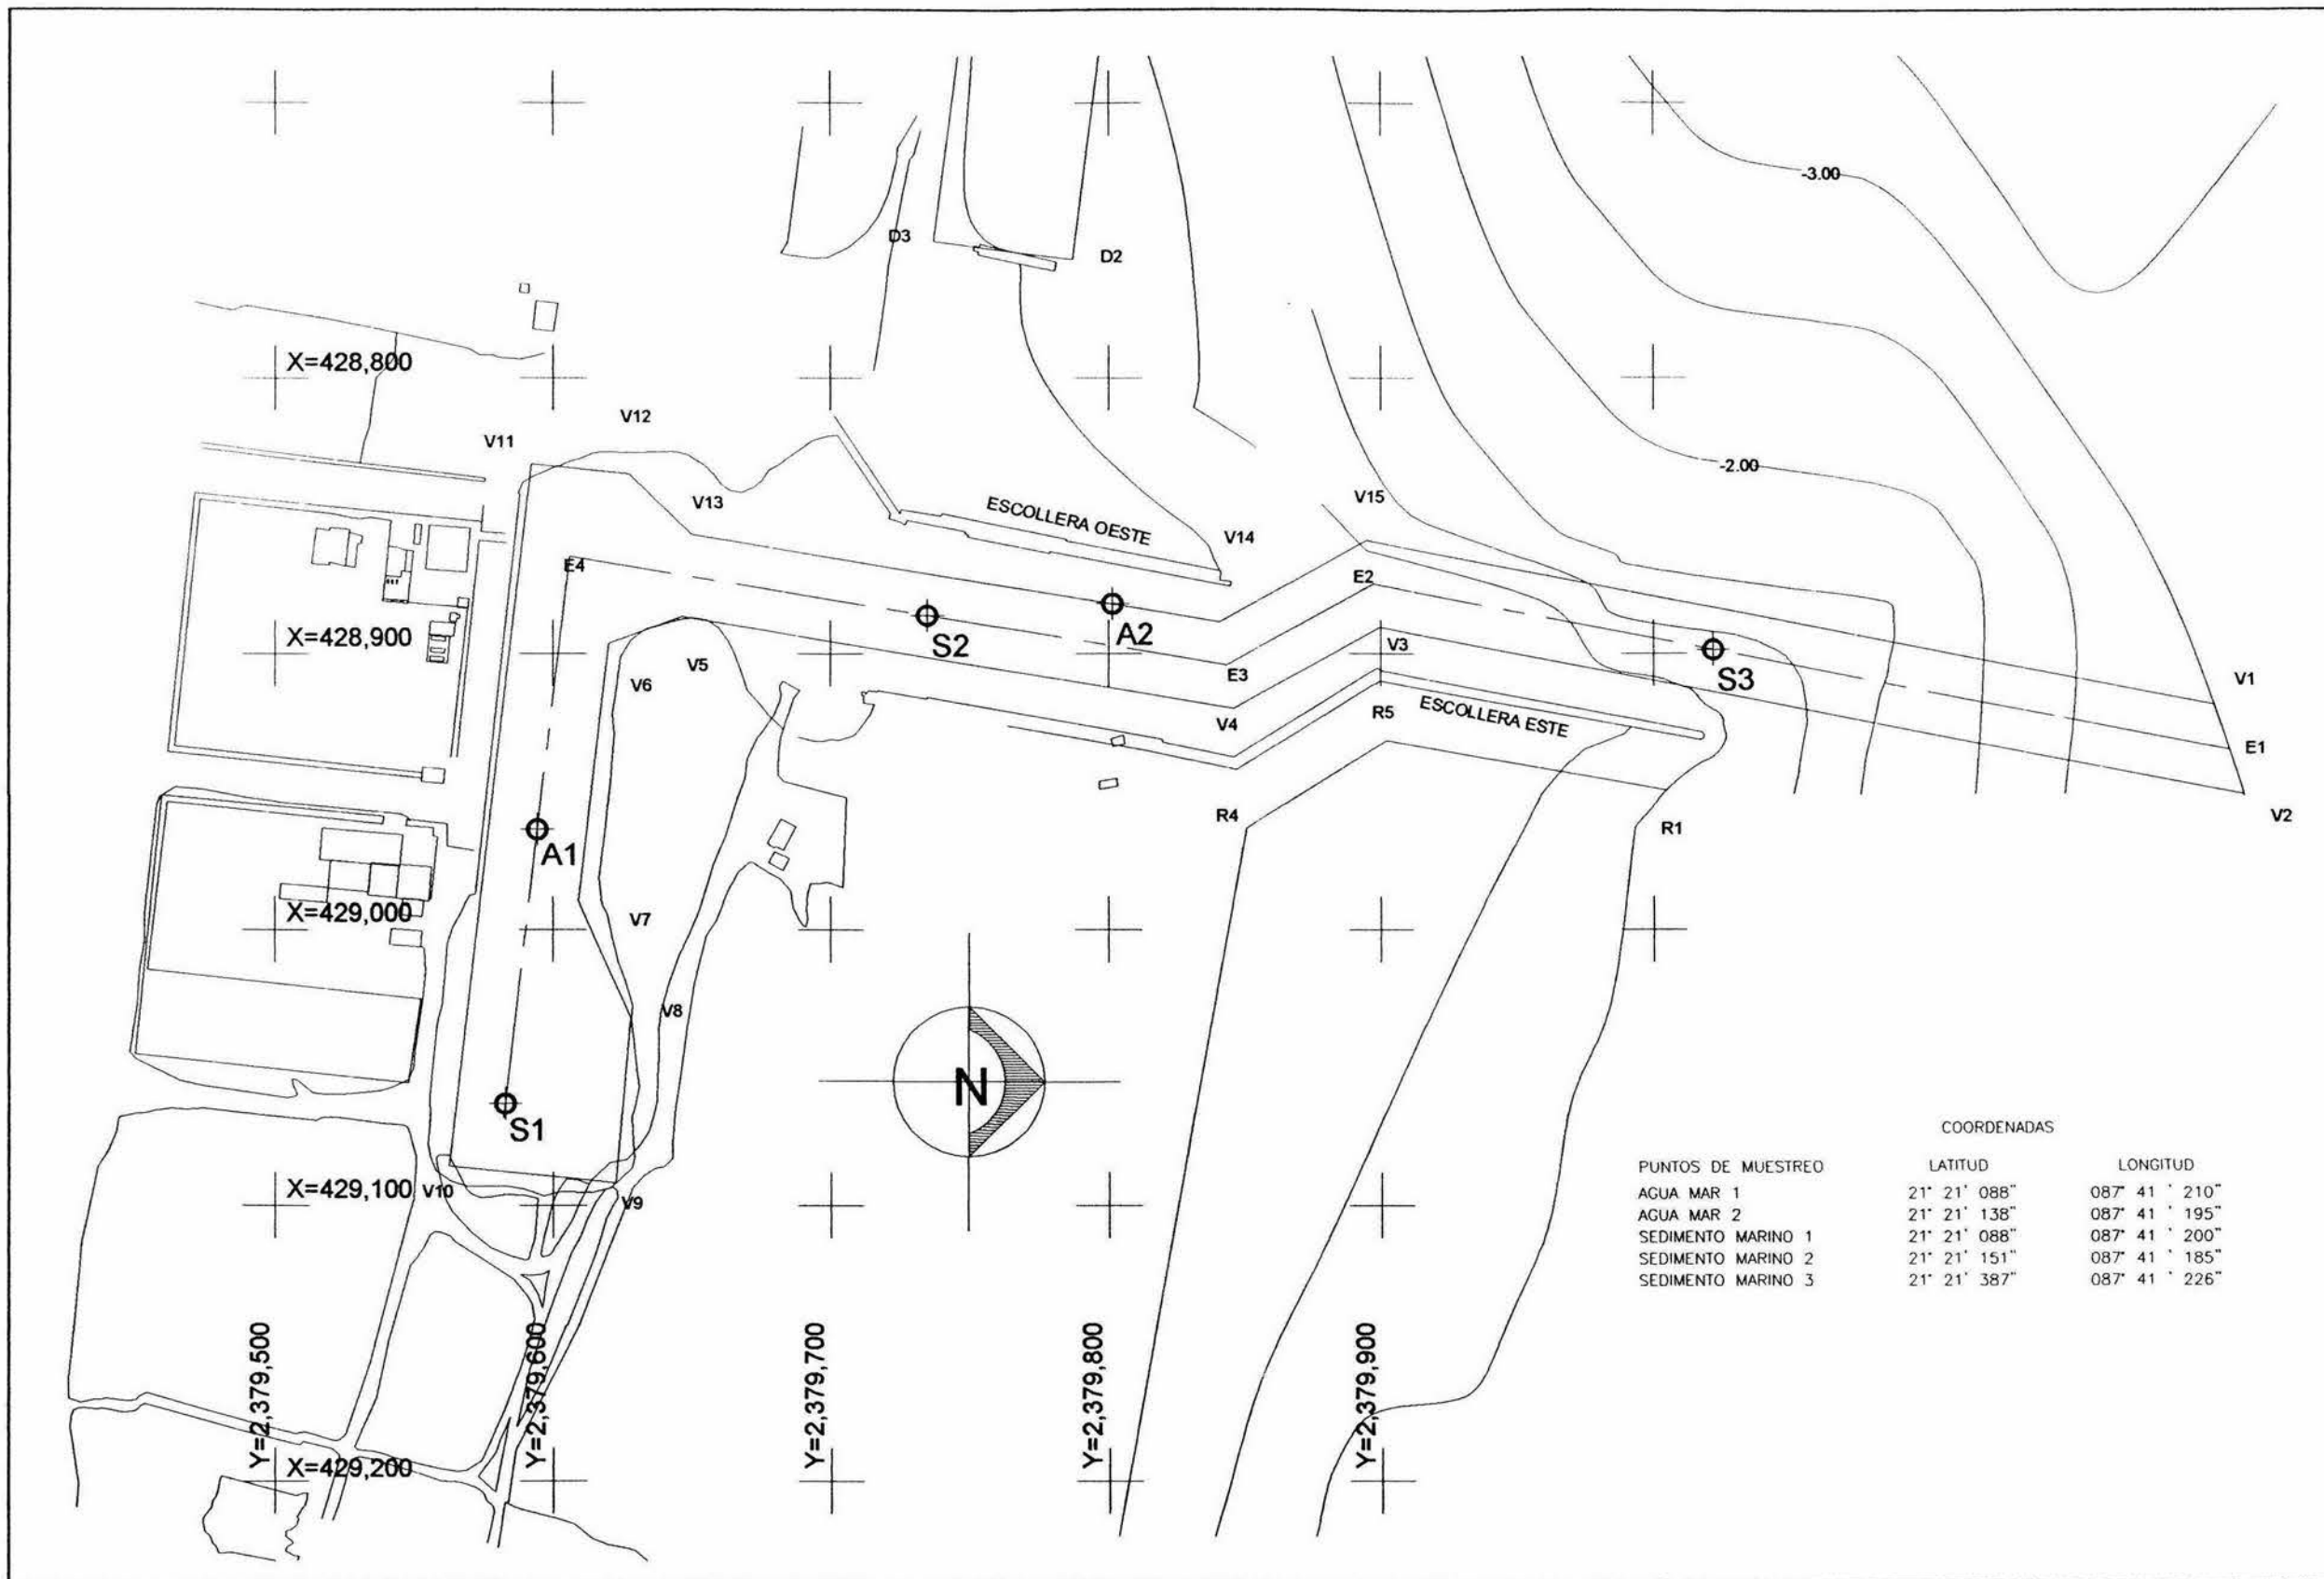 -3.00
D3
D2
X=428,800
V12
V11
-2.00
V13
ESCOLLERA OESTE
V15
V14
E4
E2
X=428,900
S2
A2
V3
E3
V5
V6
S3
V1
V4
R5
ESCOLLERA ESTE
E1
R4
R1
V2
A1
X=429,000
V7
V8
N
S1
X=429,100
V10
V9
COORDENADAS
PUNTOS DE MUESTREO LATITUD LONGITUD
AGUA MAR 1 21° 21' 088" 087° 41 ' 210"
AGUA MAR 2 21° 21' 138" 087° 41 ' 195"
SEDIMENTO MARINO 1 21° 21' 088" 087° 41 ' 200"
SEDIMENTO MARINO 2 21° 21' 151" 087° 41 ' 185"
SEDIMENTO MARINO 3 21° 21' 387" 087° 41 ' 226"
Y=2,379,500
Y=2,379,600
Y=2,379,700
Y=2,379,800
Y=2,379,900
X=429,200